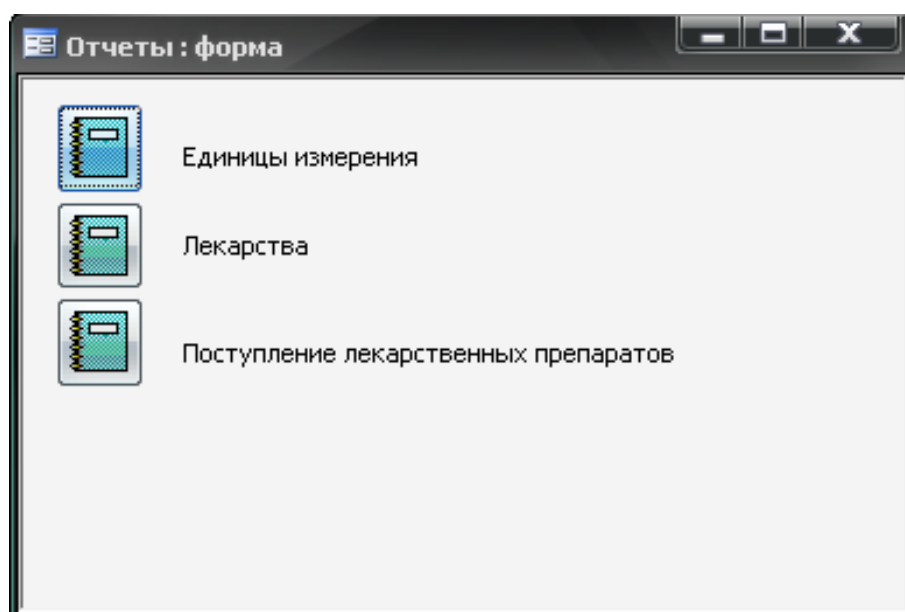 Отчеты : форма
Единицы измерения
Лекарства
Поступление лекарственных препаратов